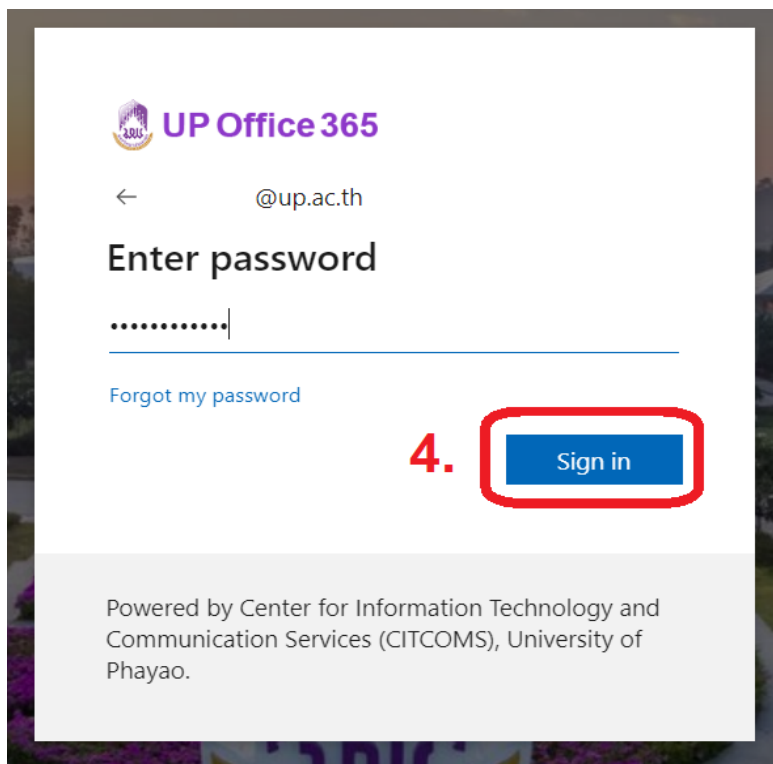 UP Office 365
@up.ac.th
Enter password
Forgot my password
4.
Sign in
Powered by Center for Information Technology and
Communication Services (CITCOMS), University of
Phayao.